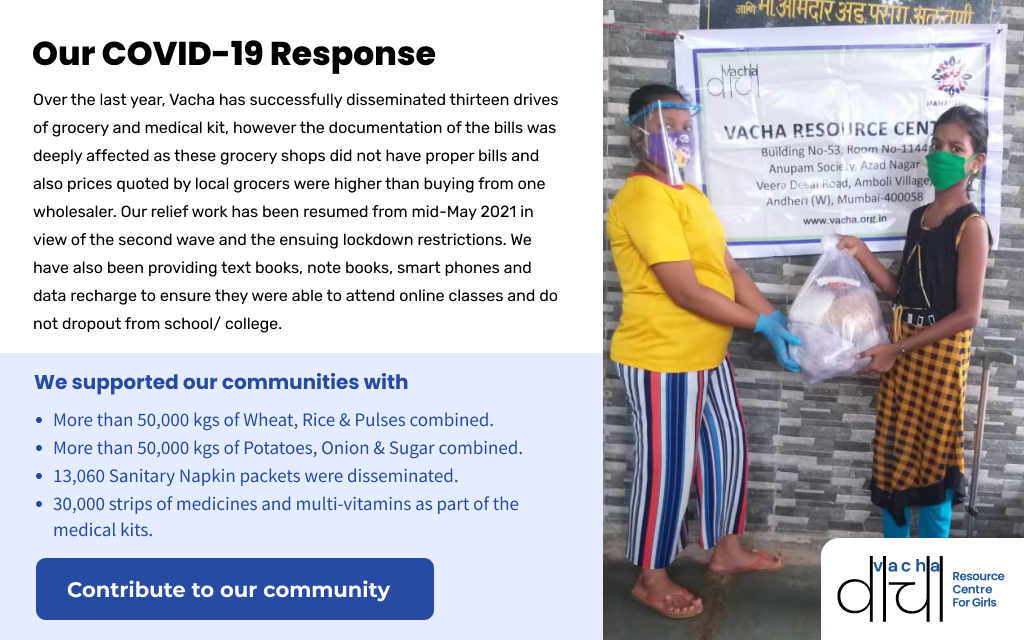 Our COVID-19 Response
Over the last year, Vacha has successfully disseminated thirteen drives
of grocery and medical kit, however the documentation of the bills was
deeply affected as these grocery shops did not have proper bills and
also prices quoted by local grocers were higher than buying from one
wholesaler. Our relief work has been resumed from mid-May 2021 in
view of the second wave and the ensuing lockdown restrictions. We
have also been providing text books, note books, smart phones and
data recharge to ensure they were able to attend online classes and do
not dropout from school/ college.
We supported our communities with
• More than 50,000 kgs of Wheat, Rice & Pulses combined.
• More than 50,000 kgs of Potatoes, Onion & Sugar combined.
• 13,060 Sanitary Napkin packets were disseminated.
• 30,000 strips of medicines and multi-vitamins as part of the
medical kits.
Contribute to our community
आणि मा. आमदार अॅड. पराग अळवणी
vacha
वाचा
VACHA RESOURCE CENT
Building No-53, Room No-1144
Anupam Society, Azad Nagar
Veera Desai Road, Amboli Village,
Andheri (W), Mumbai-400058
www.vacha.org.in
vacha
वाचा
Resource
Centre
For Girls